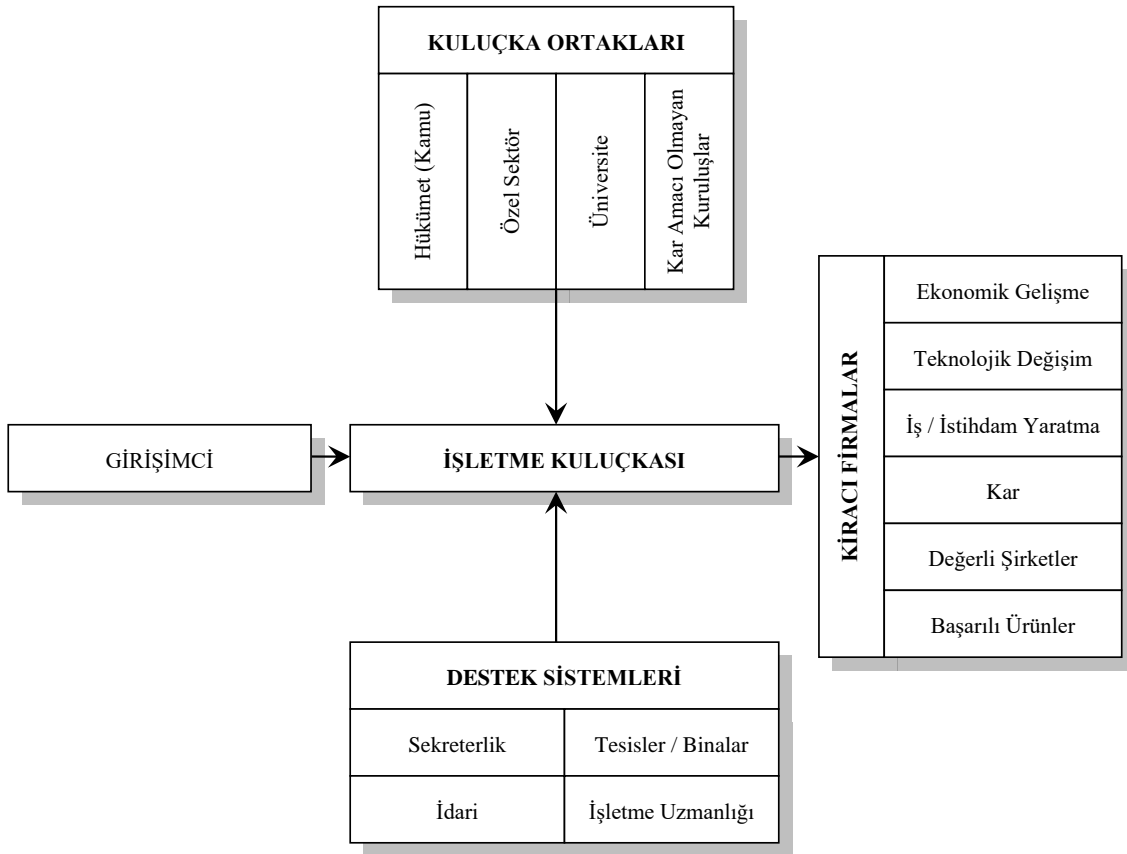 KULUÇKA ORTAKLARI
Hükümet (Kamu)
Özel Sektör
Üniversite
Kar Amacı Olmayan
Kuruluşlar
GİRİŞİMCİ
İŞLETME KULUÇKASI
KİRACI FİRMALAR
Ekonomik Gelişme
Teknolojik Değişim
İş / İstihdam Yaratma
Kar
Değerli Şirketler
Başarılı Ürünler
DESTEK SİSTEMLERİ
Sekreterlik
Tesisler / Binalar
İdari
İşletme Uzmanlığı